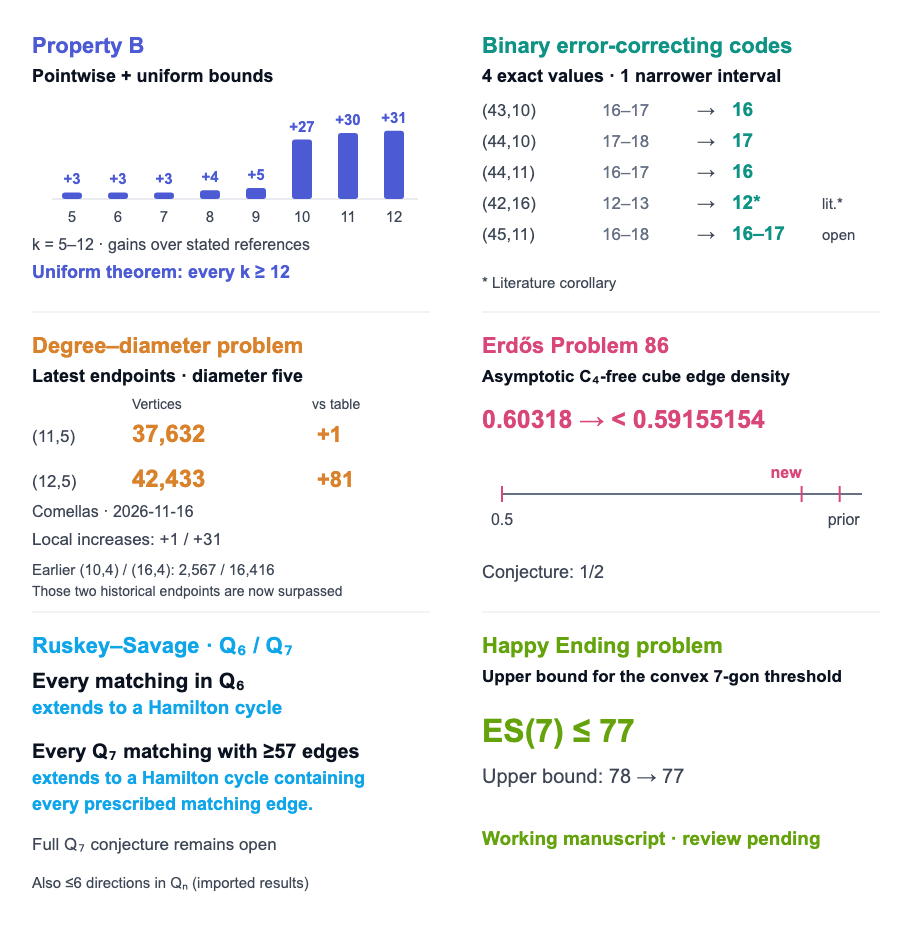 Property B
Pointwise + uniform bounds
+3 +3 +3 +4 +5 +27 +30 +31
5 6 7 8 9 10 11 12
k = 5–12 · gains over stated references
Uniform theorem: every k ≥ 12
Binary error-correcting codes
4 exact values · 1 narrower interval
(43,10) 16–17 → 16
(44,10) 17–18 → 17
(44,11) 16–17 → 16
(42,16) 12–13 → 12* lit.*
(45,11) 16–18 → 16–17 open
* Literature corollary
Degree–diameter problem
Latest endpoints · diameter five
Vertices vs table
(11,5) 37,632 +1
(12,5) 42,433 +81
Comellas · 2026-11-16
Local increases: +1 / +31
Earlier (10,4) / (16,4): 2,567 / 16,416
Those two historical endpoints are now surpassed
Erdős Problem 86
Asymptotic C₄-free cube edge density
0.60318 → < 0.59155154
new
0.5 prior
Conjecture: 1/2
Ruskey–Savage · Q₆ / Q₇
Every matching in Q₆
extends to a Hamilton cycle
Every Q₇ matching with ≥57 edges
extends to a Hamilton cycle containing
every prescribed matching edge.
Full Q₇ conjecture remains open
Also ≤6 directions in Qₙ (imported results)
Happy Ending problem
Upper bound for the convex 7-gon threshold
ES(7) ≤ 77
Upper bound: 78 → 77
Working manuscript · review pending